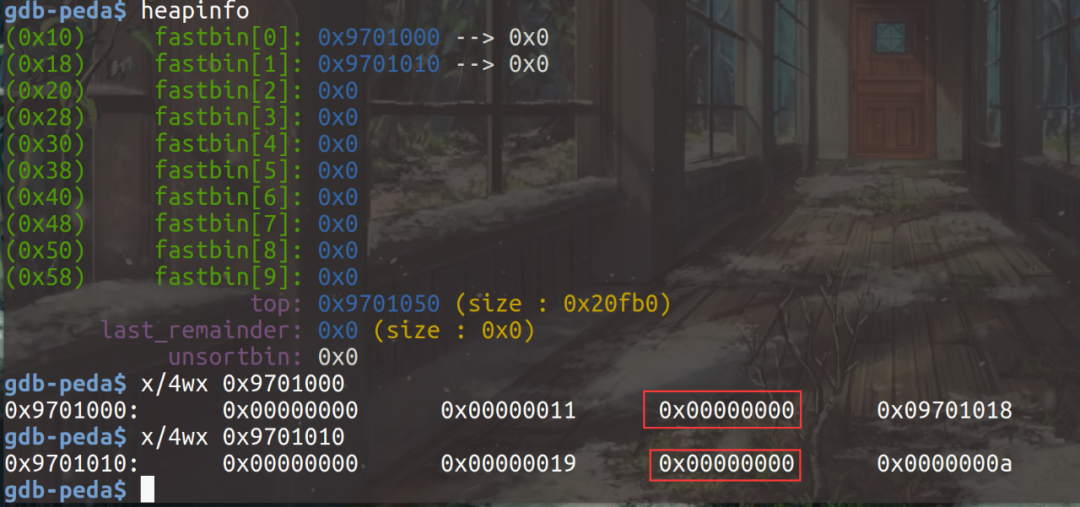 gdb-peda$ heapinfo
(0x10)     fastbin[0]: 0x9701000 --> 0x0
(0x18)     fastbin[1]: 0x9701010 --> 0x0
(0x20)     fastbin[2]: 0x0
(0x28)     fastbin[3]: 0x0
(0x30)     fastbin[4]: 0x0
(0x38)     fastbin[5]: 0x0
(0x40)     fastbin[6]: 0x0
(0x48)     fastbin[7]: 0x0
(0x50)     fastbin[8]: 0x0
(0x58)     fastbin[9]: 0x0
top: 0x9701050 (size : 0x20fb0)
last_remainder: 0x0 (size : 0x0)
unsortbin: 0x0
gdb-peda$ x/4wx 0x9701000
0x9701000:      0x00000000      0x00000011      0x00000000      0x09701018
gdb-peda$ x/4wx 0x9701010
0x9701010:      0x00000000      0x00000019      0x00000000      0x0000000a
gdb-peda$